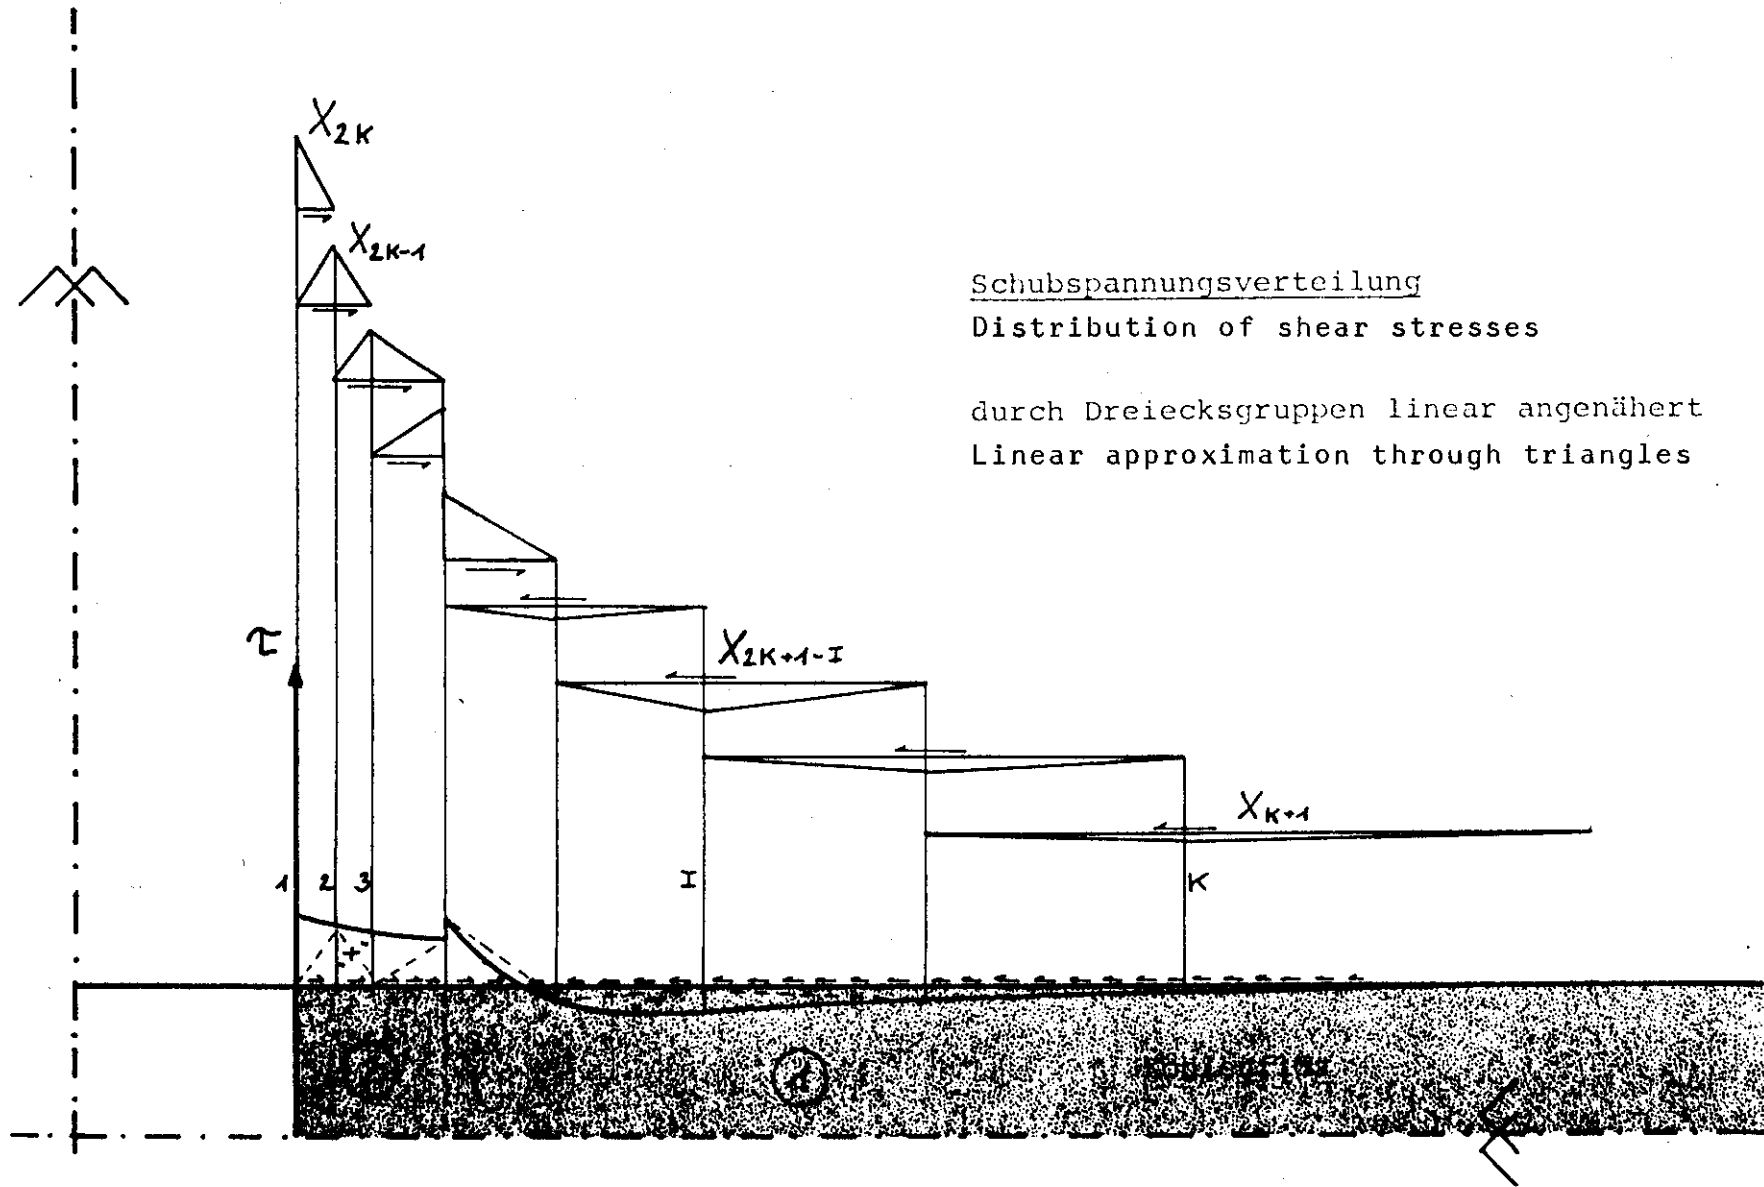 X2K
X2K-1
Schubspannungsverteilung
Distribution of shear stresses
durch Dreiecksgruppen linear angenähert
Linear approximation through triangles
τ
X2K+1-I
XK+1
1 2 3 I K
+
1